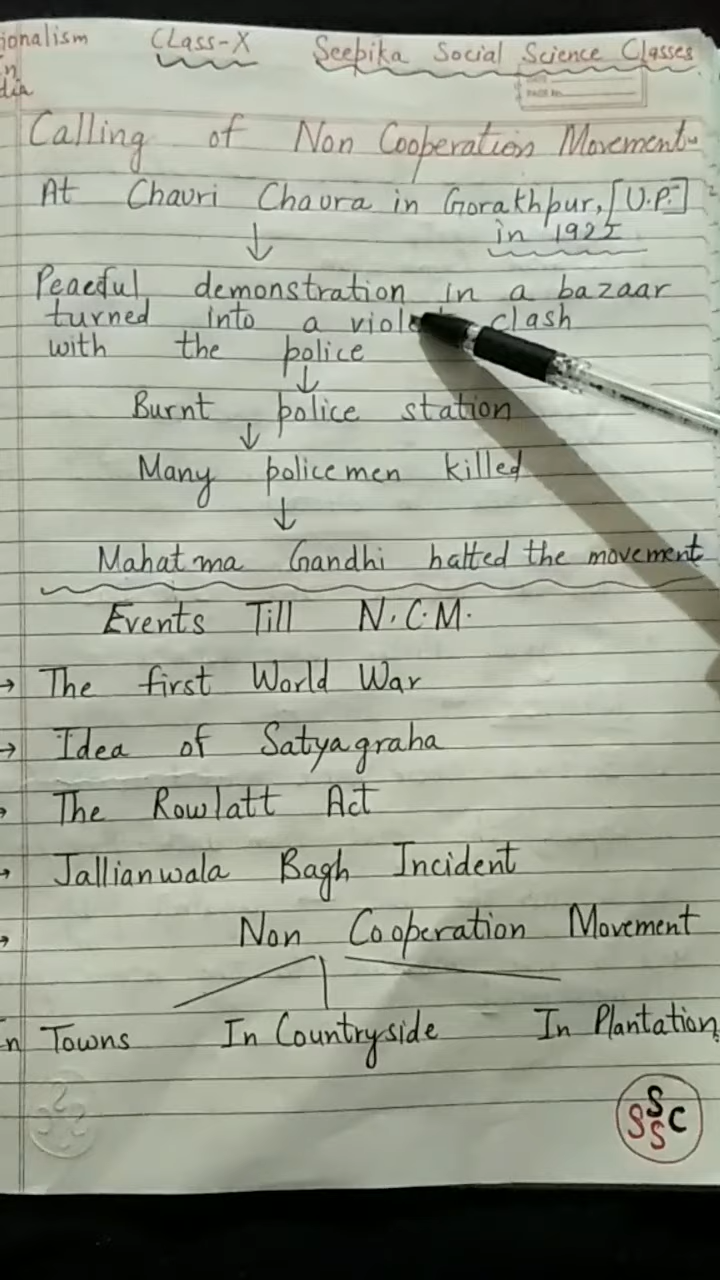 ionalism CLass-X Seepika Social Science Classes
in
dia
Calling of Non Cooperation Movement
At Chauri Chaura in Gorakhpur, [U.P.]
in 1922
Peaceful demonstration in a bazaar
turned into a violent clash
with the police
Burnt police station
Many policemen killed
Mahatma Gandhi halted the movement
Events Till N.C.M.
→ The first World War
→ Idea of Satyagraha
→ The Rowlatt Act
→ Jallianwala Bagh Incident
→ Non Cooperation Movement
In Towns In Countryside In Plantation
SSSC